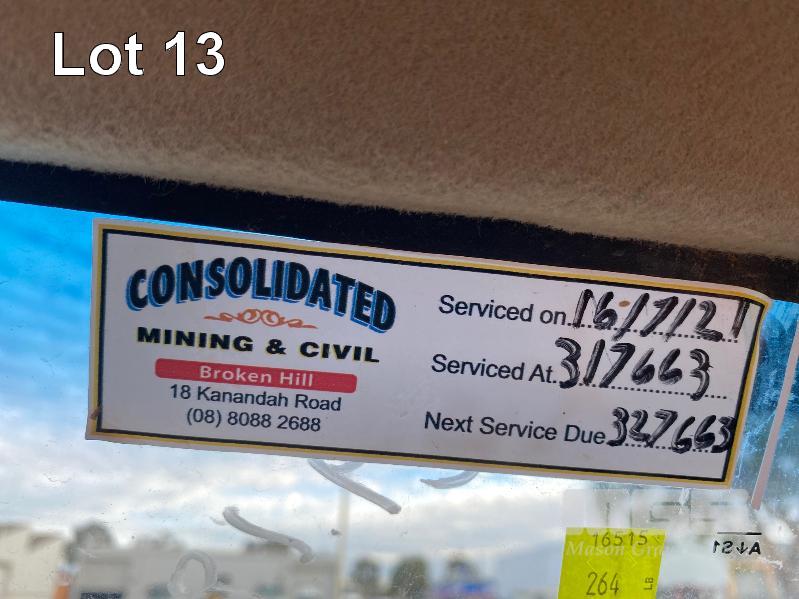 Lot 13
CONSOLIDATED
MINING & CIVIL
Broken Hill
18 Kanandah Road
(08) 8088 2688
Serviced on 16/7/21
Serviced At. 317663
Next Service Due 327663
16515
264 LB